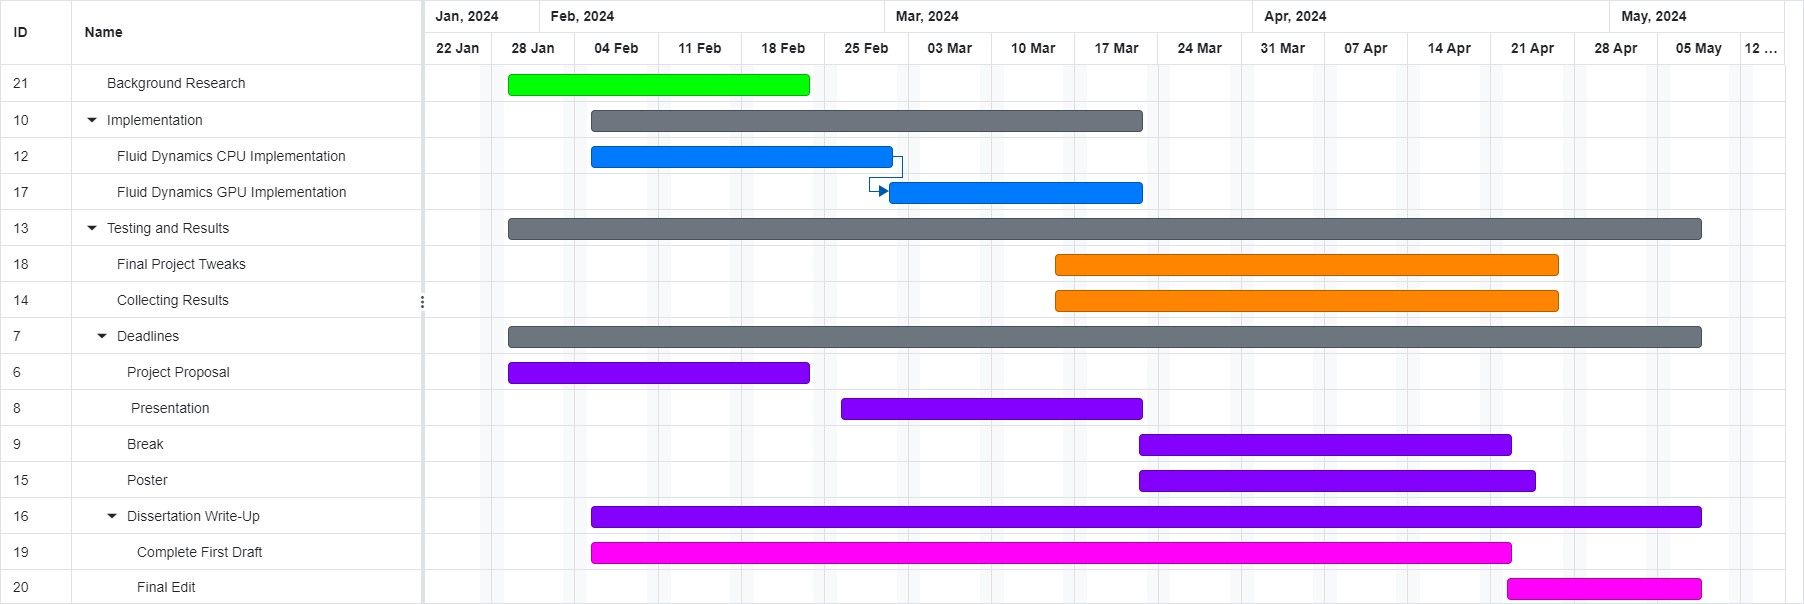 ID Name Jan, 2024 Feb, 2024 Mar, 2024 Apr, 2024 May, 2024
22 Jan 28 Jan 04 Feb 11 Feb 18 Feb 25 Feb 03 Mar 10 Mar 17 Mar 24 Mar 31 Mar 07 Apr 14 Apr 21 Apr 28 Apr 05 May 12 ...
21 Background Research
10 Implementation
12 Fluid Dynamics CPU Implementation
17 Fluid Dynamics GPU Implementation
13 Testing and Results
18 Final Project Tweaks
14 Collecting Results
7 Deadlines
6 Project Proposal
8 Presentation
9 Break
15 Poster
16 Dissertation Write-Up
19 Complete First Draft
20 Final Edit